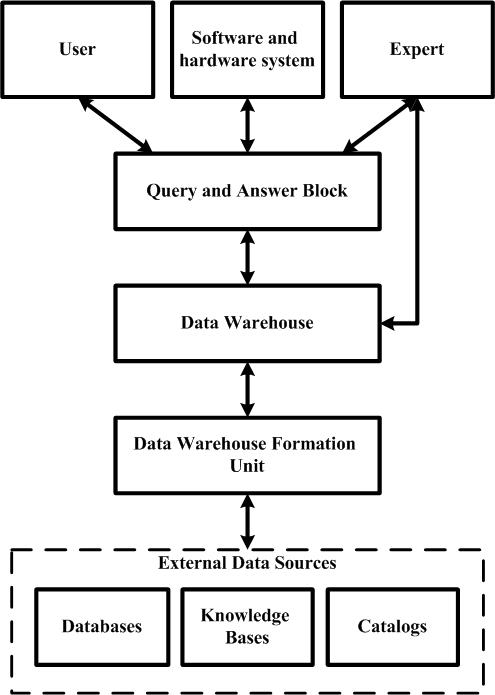 User
Software and
hardware system
Expert
Query and Answer Block
Data Warehouse
Data Warehouse Formation
Unit
External Data Sources
Databases
Knowledge
Bases
Catalogs